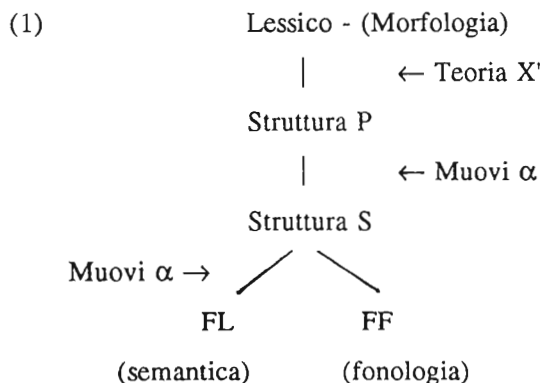 (1) Lessico - (Morfologia)
← Teoria X'
Struttura P
← Muovi α
Struttura S
Muovi α →
FL FF
(semantica) (fonologia)